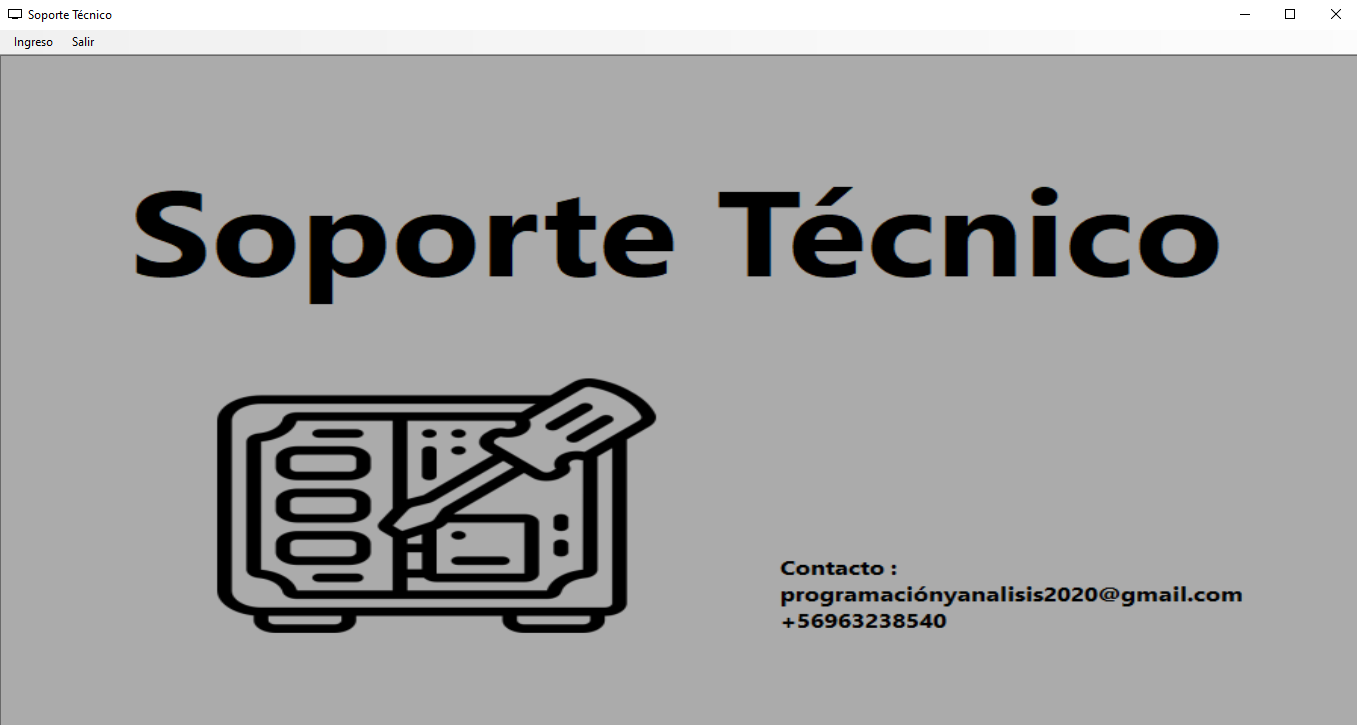 Soporte Técnico
Ingreso Salir
Soporte Técnico
Contacto :
programaciónyanalisis2020@gmail.com
+56963238540